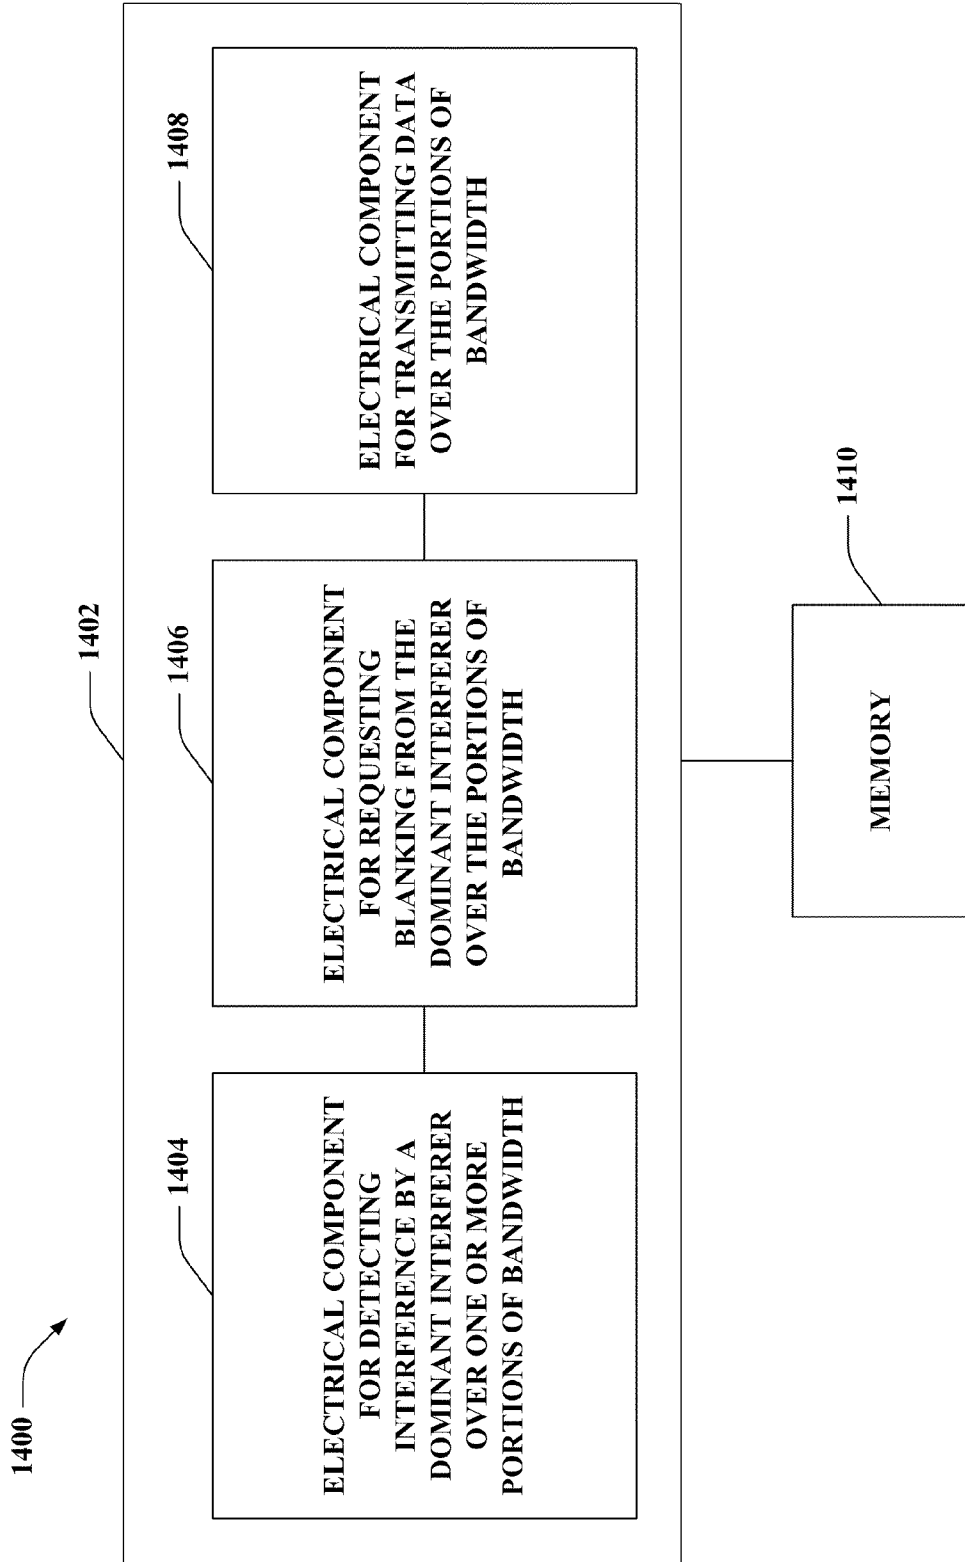 1400
1402
1404
ELECTRICAL COMPONENT
FOR DETECTING
INTERFERENCE BY A
DOMINANT INTERFERER
OVER ONE OR MORE
PORTIONS OF BANDWIDTH
1406
ELECTRICAL COMPONENT
FOR REQUESTING
BLANKING FROM THE
DOMINANT INTERFERER
OVER THE PORTIONS OF
BANDWIDTH
1408
ELECTRICAL COMPONENT
FOR TRANSMITTING DATA
OVER THE PORTIONS OF
BANDWIDTH
1410
MEMORY